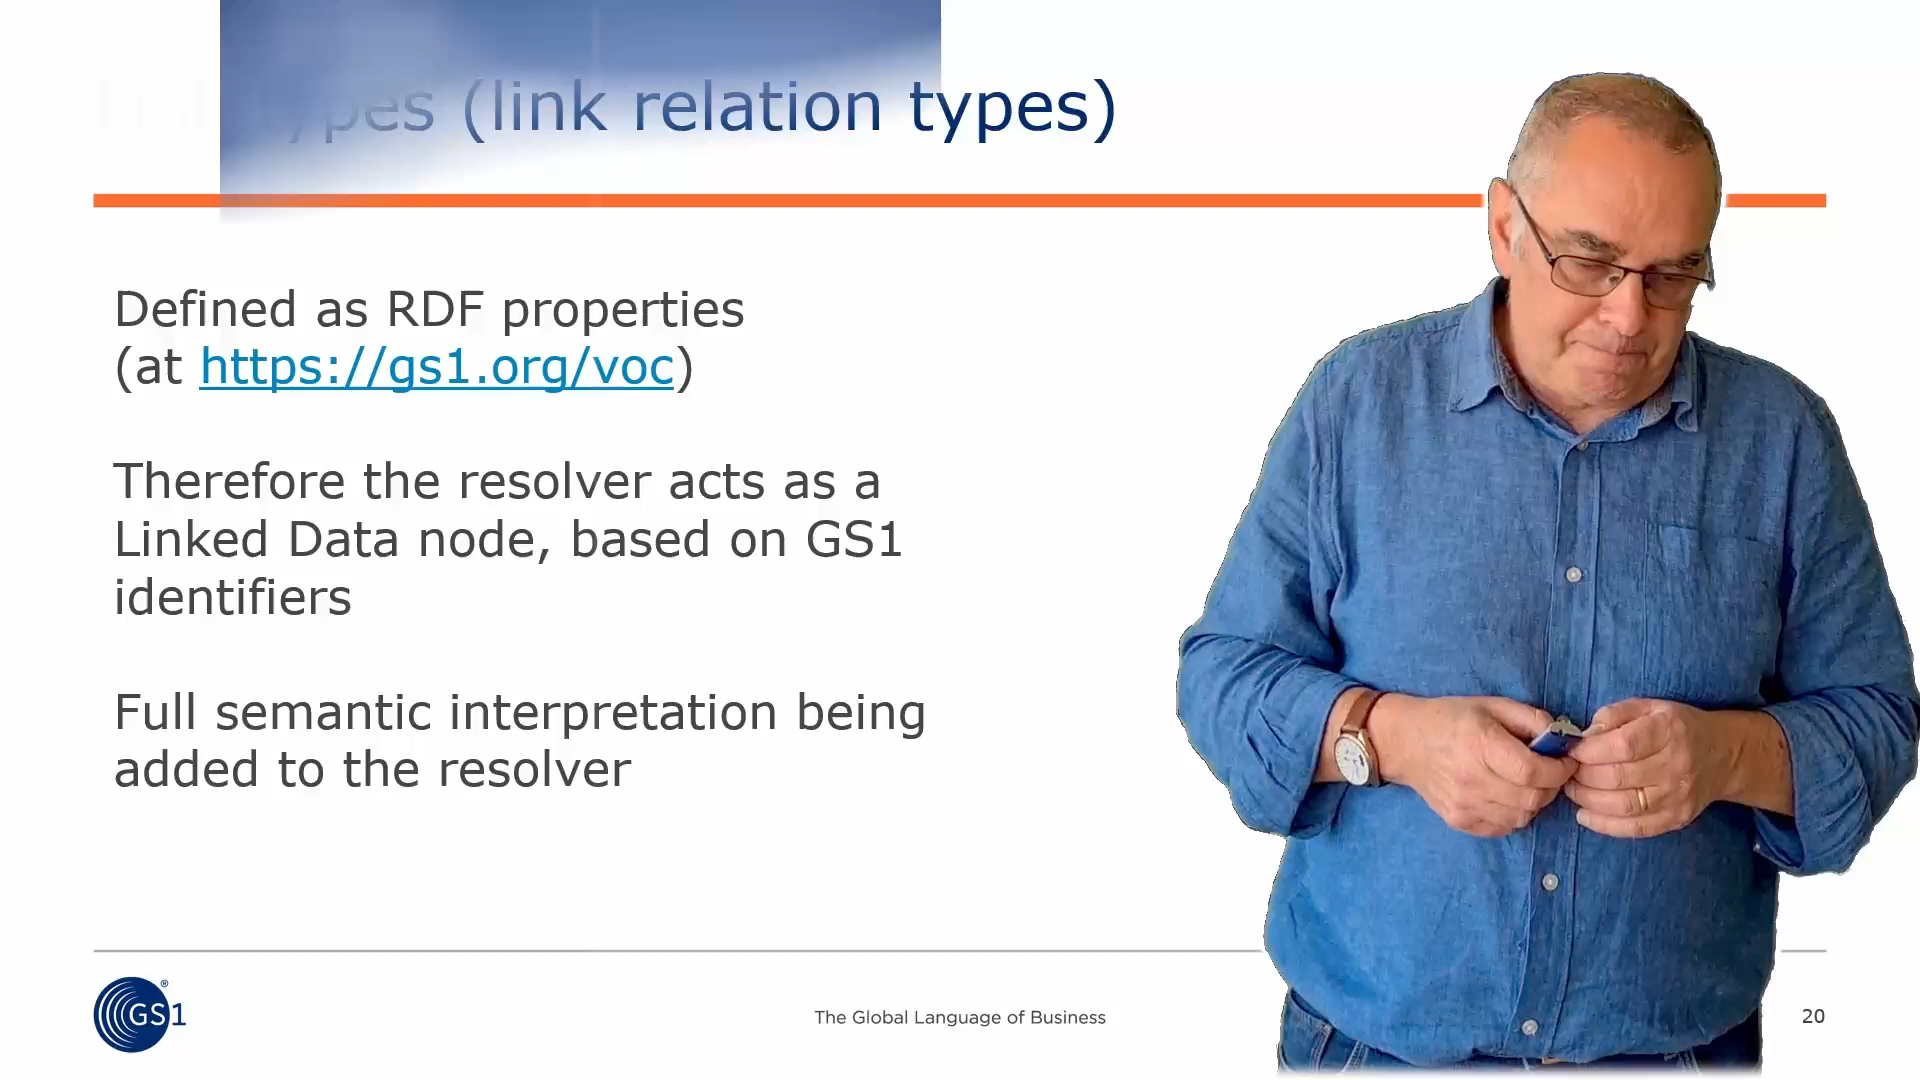 types (link relation types)
Defined as RDF properties
(at https://gs1.org/voc)
Therefore the resolver acts as a
Linked Data node, based on GS1
identifiers
Full semantic interpretation being
added to the resolver
GS1
®
The Global Language of Business
20